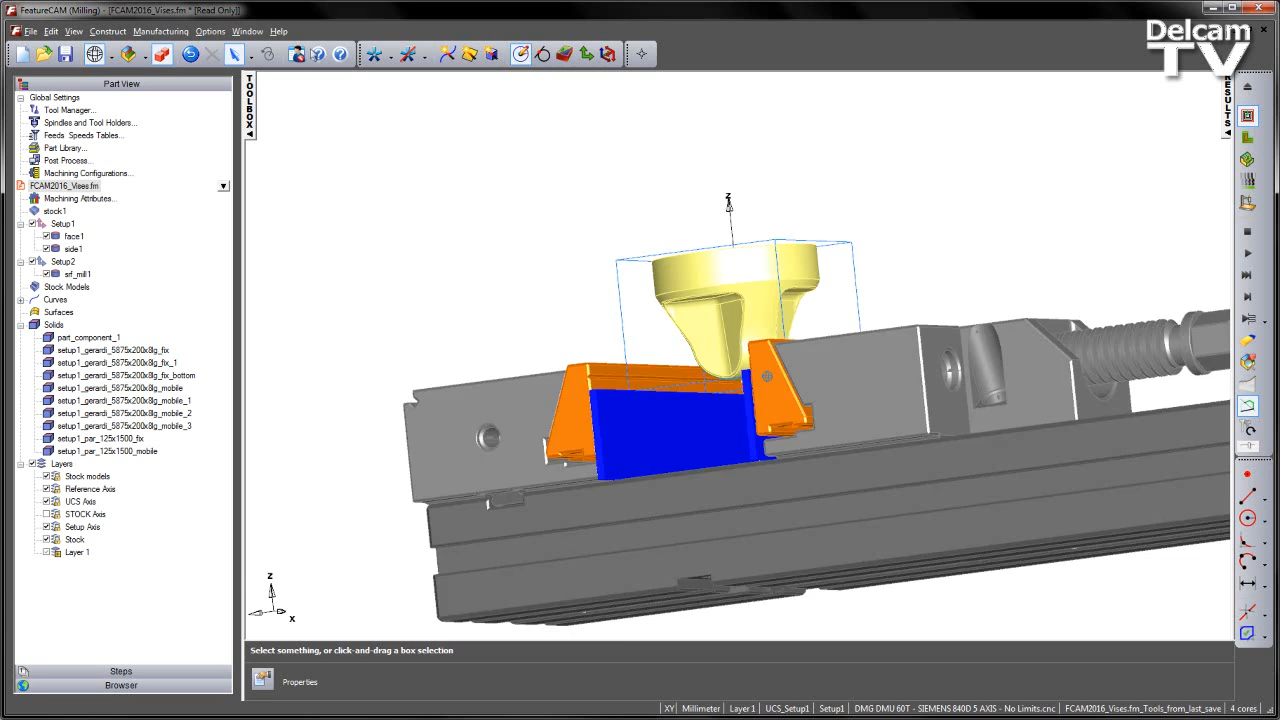 FeatureCAM (Milling) - [FCAM2016_Vises.fm * [Read Only]]
File Edit View Construct Manufacturing Options Window Help
Delcam
TV
Part View
Global Settings
Tool Manager...
Spindles and Tool Holders...
Feeds Speeds Tables...
Part Library...
Post Process...
Machining Configurations...
FCAM2016_Vises.fm
Machining Attributes...
stock1
Setup1
face1
side1
Setup2
srf_mill1
Stock Models
Curves
Surfaces
Solids
part_component_1
setup1_gerardi_5875x200x8lg_fix
setup1_gerardi_5875x200x8lg_fix_1
setup1_gerardi_5875x200x8lg_fix_bottom
setup1_gerardi_5875x200x8lg_mobile
setup1_gerardi_5875x200x8lg_mobile_1
setup1_gerardi_5875x200x8lg_mobile_2
setup1_gerardi_5875x200x8lg_mobile_3
setup1_par_125x1500_fix
setup1_par_125x1500_mobile
Layers
Stock models
Reference Axis
UCS Axis
STOCK Axis
Setup Axis
Stock
Layer 1
Steps
Browser
TOOLBOX
RESULTS
Z
Z
X
Select something, or click-and-drag a box selection
Properties
XY Millimeter Layer1 UCS_Setup1 Setup1 DMG DMU 60T - SIEMENS 840D 5 AXIS - No Limits.cnc FCAM2016_Vises.fm_Tools_from_last_save 4 cores